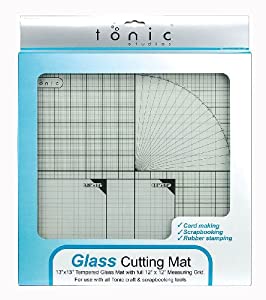 tonic
studios
tonic
Card making
Scrapbooking
Rubber stamping
Glass Cutting Mat
13"x13" Tempered Glass Mat with full 12" x 12" Measuring Grid.
For use with all Tonic craft & scrapbooking tools